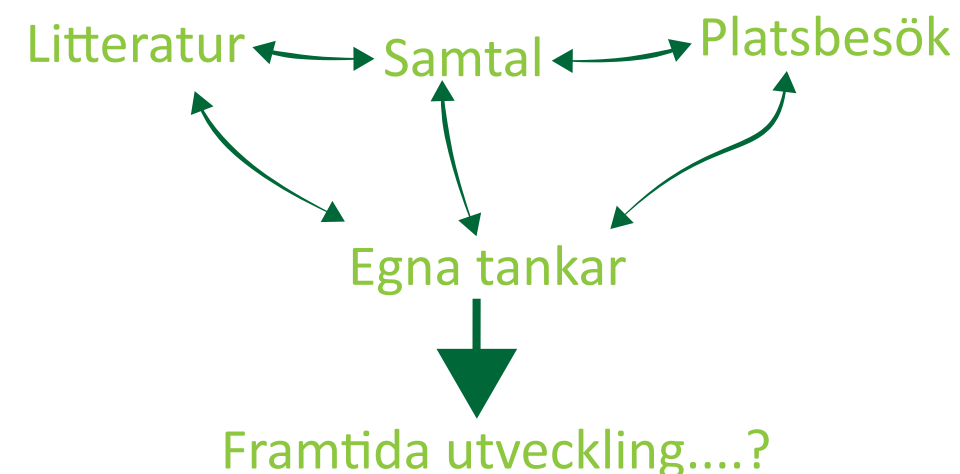 Litteratur
Samtal
Platsbesök
Egna tankar
Framtida utveckling....?